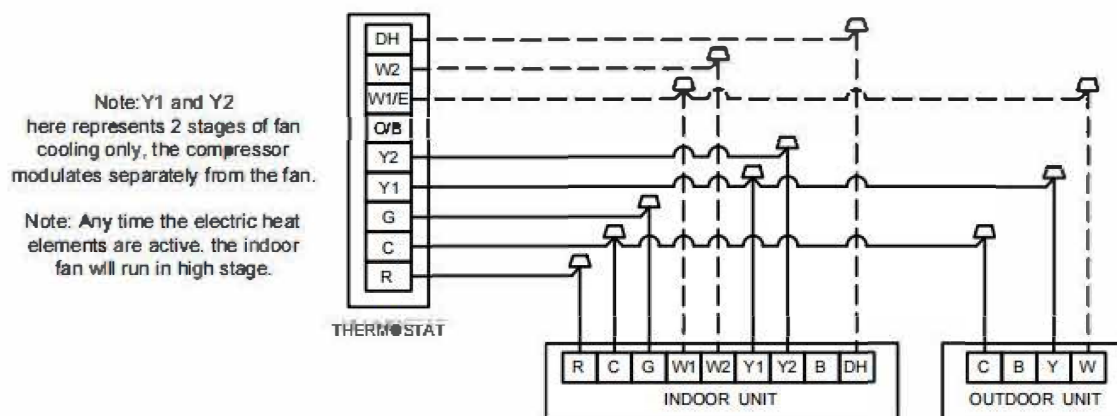 Note:Y1 and Y2
here represents 2 stages of fan
cooling only, the compressor
modulates separately from the fan.
Note: Any time the electric heat
elements are active. the indoor
fan will run in high stage.
DH
W2
W1/E
O/B
Y2
Y1
G
C
R
THERMOSTAT
R C G W1 W2 Y1 Y2 B DH
INDOOR UNIT
C B Y W
OUTDOOR UNIT